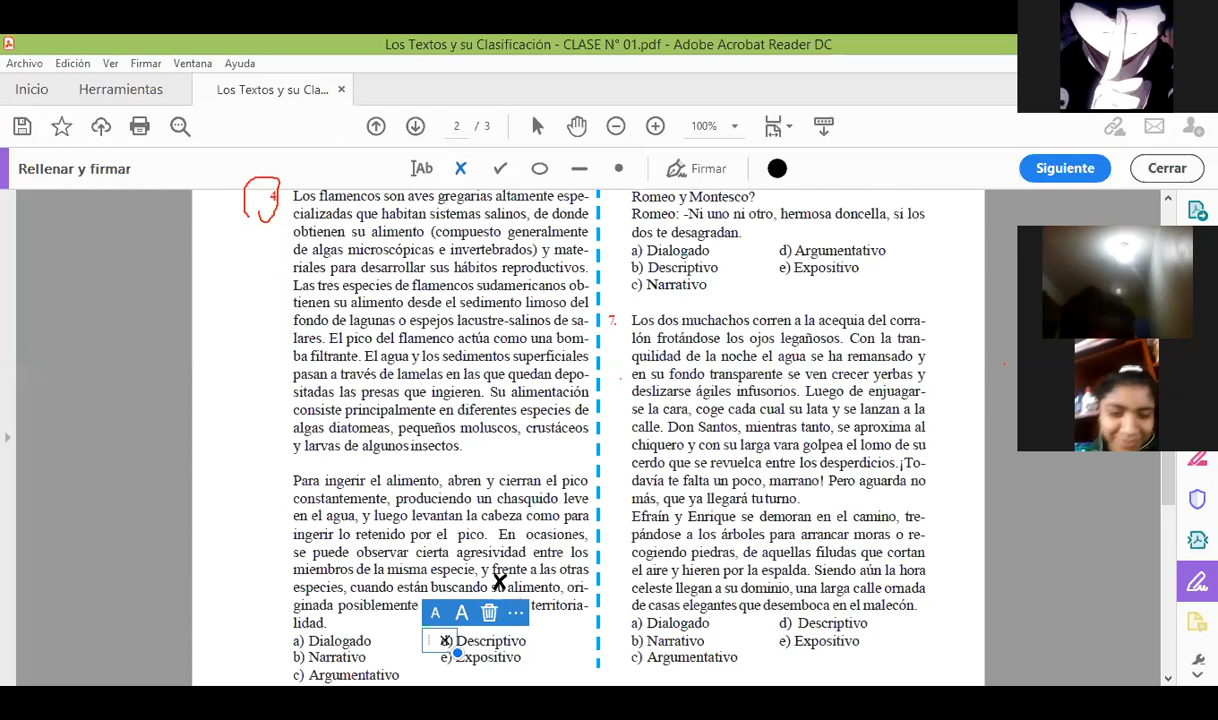 Los Textos y su Clasificación - CLASE N° 01.pdf - Adobe Acrobat Reader DC
Archivo Edición Ver Firmar Ventana Ayuda
Inicio Herramientas Los Textos y su Cla... ×
2 / 3 100%
Rellenar y firmar Ab Firmar Siguiente Cerrar
4 Los flamencos son aves gregarias altamente espe-
cializadas que habitan sistemas salinos, de donde
obtienen su alimento (compuesto generalmente
de algas microscópicas e invertebrados) y mate-
riales para desarrollar sus hábitos reproductivos.
Las tres especies de flamencos sudamericanos ob-
tienen su alimento desde el sedimento limoso del
fondo de lagunas o espejos lacustre-salinos de sa-
lares. El pico del flamenco actúa como una bom-
ba filtrante. El agua y los sedimentos superficiales
pasan a través de lamelas en las que quedan depo-
sitadas las presas que ingieren. Su alimentación
consiste principalmente en diferentes especies de
algas diatomeas, pequeños moluscos, crustáceos
y larvas de algunos insectos.
Para ingerir el alimento, abren y cierran el pico
constantemente, produciendo un chasquido leve
en el agua, y luego levantan la cabeza como para
ingerir lo retenido por el pico. En ocasiones,
se puede observar cierta agresividad entre los
miembros de la misma especie, y frente a las otras
especies, cuando están buscando su alimento, ori-
ginada posiblemente territoria-
lidad.
A A ...
a) Dialogado d) Descriptivo
b) Narrativo e) Expositivo
c) Argumentativo
Romeo y Montesco?
Romeo: -Ni uno ni otro, hermosa doncella, si los
dos te desagradan.
a) Dialogado d) Argumentativo
b) Descriptivo e) Expositivo
c) Narrativo
7. Los dos muchachos corren a la acequia del corra-
lón frotándose los ojos legañosos. Con la tran-
quilidad de la noche el agua se ha remansado y
en su fondo transparente se ven crecer yerbas y
deslizarse ágiles infusorios. Luego de enjuagar-
se la cara, coge cada cual su lata y se lanzan a la
calle. Don Santos, mientras tanto, se aproxima al
chiquero y con su larga vara golpea el lomo de su
cerdo que se revuelca entre los desperdicios.¡To-
davía te falta un poco, marrano! Pero aguarda no
más, que ya llegará tu turno.
Efraín y Enrique se demoran en el camino, tre-
pándose a los árboles para arrancar moras o re-
cogiendo piedras, de aquellas filudas que cortan
el aire y hieren por la espalda. Siendo aún la hora
celeste llegan a su dominio, una larga calle ornada
de casas elegantes que desemboca en el malecón.
a) Dialogado d) Descriptivo
b) Narrativo e) Expositivo
c) Argumentativo